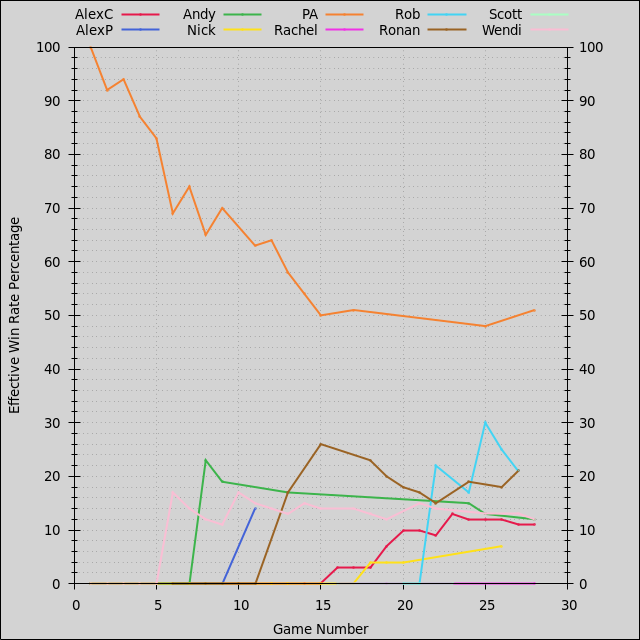 AlexC Andy PA Rob Scott
AlexP Nick Rachel Ronan Wendi
100 100
90 90
80 80
70 70
60 60
50 50
40 40
30 30
20 20
10 10
0 0
0 5 10 15 20 25 30
Effective Win Rate Percentage
Game Number